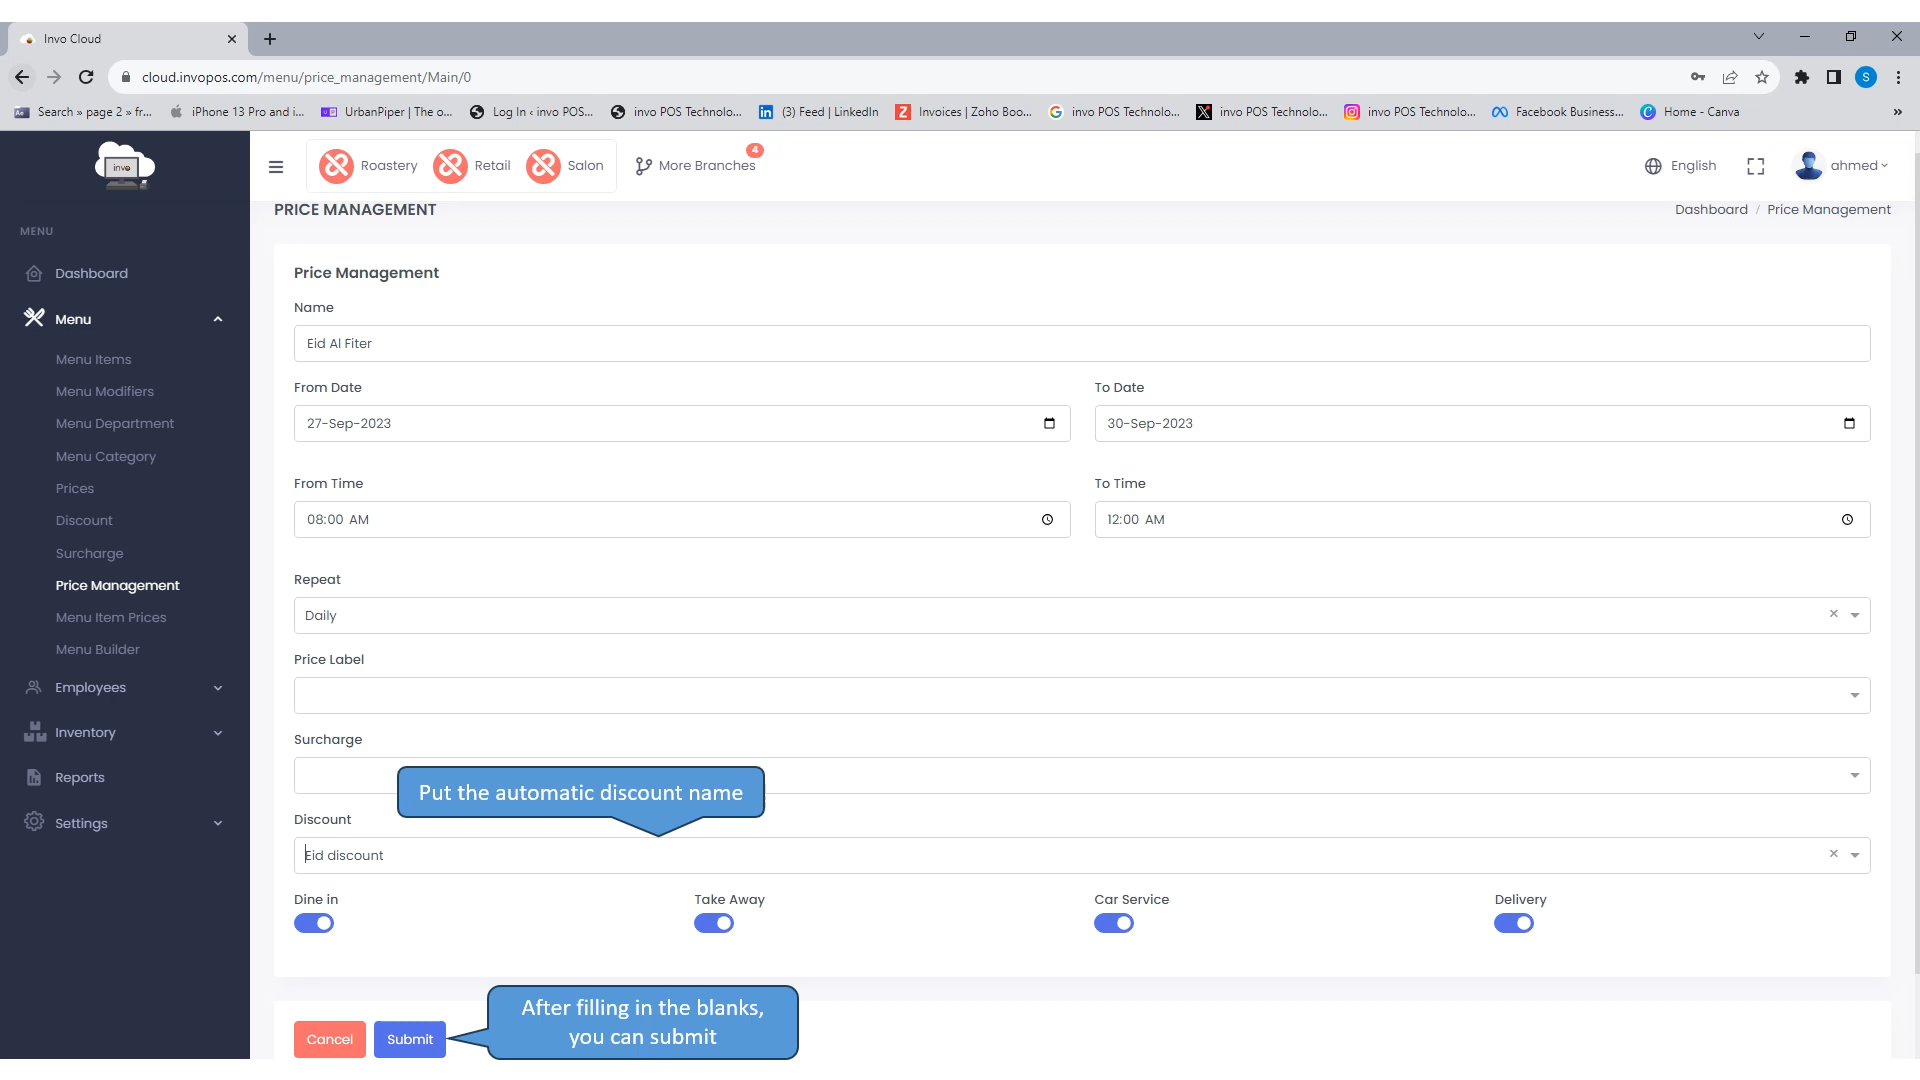 Invo Cloud
cloud.invopos.com/menu/price_management/Main/0
S
Search » page 2 » fr...
iPhone 13 Pro and i...
UrbanPiper | The o...
Log In ‹ invo POS...
invo POS Technolo...
(3) Feed | LinkedIn
Invoices | Zoho Boo...
invo POS Technolo...
invo POS Technolo...
invo POS Technolo...
Facebook Business...
Home - Canva
»
invo
Roastery
Retail
Salon
More Branches
4
English
ahmed
PRICE MANAGEMENT
Dashboard / Price Management
MENU
Dashboard
Menu
Menu Items
Menu Modifiers
Menu Department
Menu Category
Prices
Discount
Surcharge
Price Management
Menu Item Prices
Menu Builder
Employees
Inventory
Reports
Settings
Price Management
Name
Eid Al Fiter
From Date
To Date
27-Sep-2023
30-Sep-2023
From Time
To Time
08:00 AM
12:00 AM
Repeat
Daily
Price Label
Surcharge
Put the automatic discount name
Discount
Eid discount
Dine in
Take Away
Car Service
Delivery
After filling in the blanks,
you can submit
Cancel
Submit